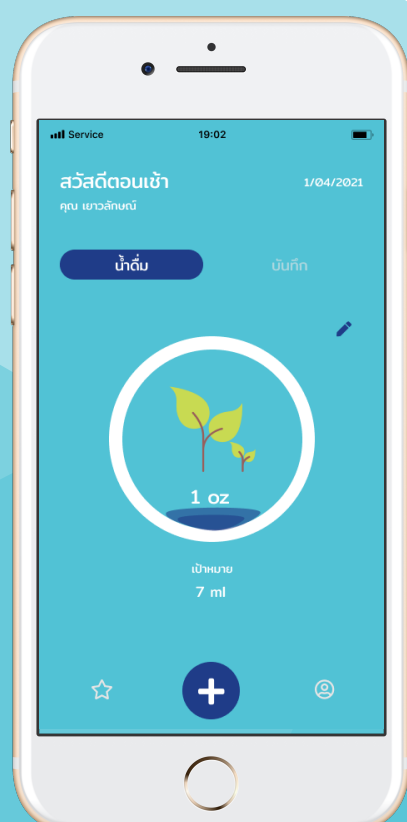 Service 19:02
สวัสดีตอนเช้า 1/04/2021
คุณ เยาวลักษณ์
น้ำดื่ม บันทึก
1 oz
เป้าหมาย
7 ml